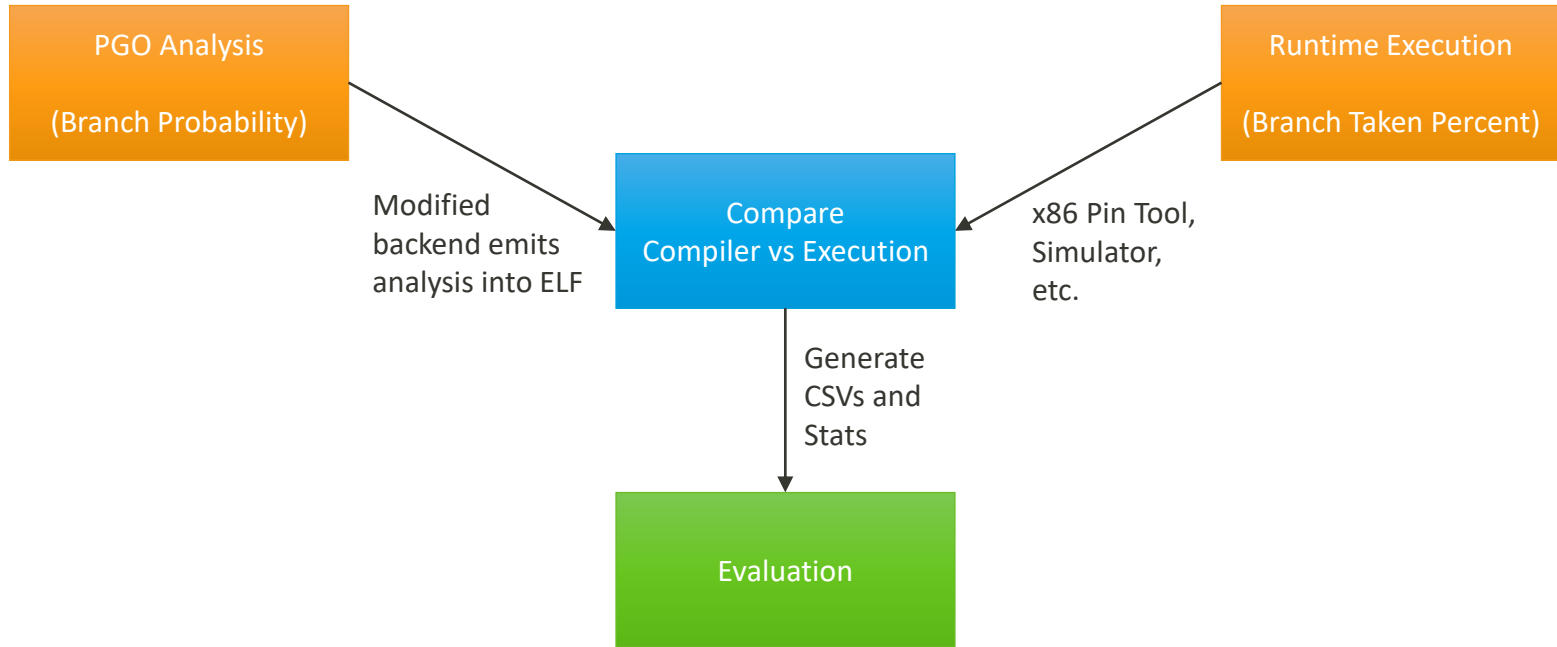 PGO Analysis
(Branch Probability)
Runtime Execution
(Branch Taken Percent)
Modified
backend emits
analysis into ELF
Compare
Compiler vs Execution
x86 Pin Tool,
Simulator,
etc.
Generate
CSVs and
Stats
Evaluation